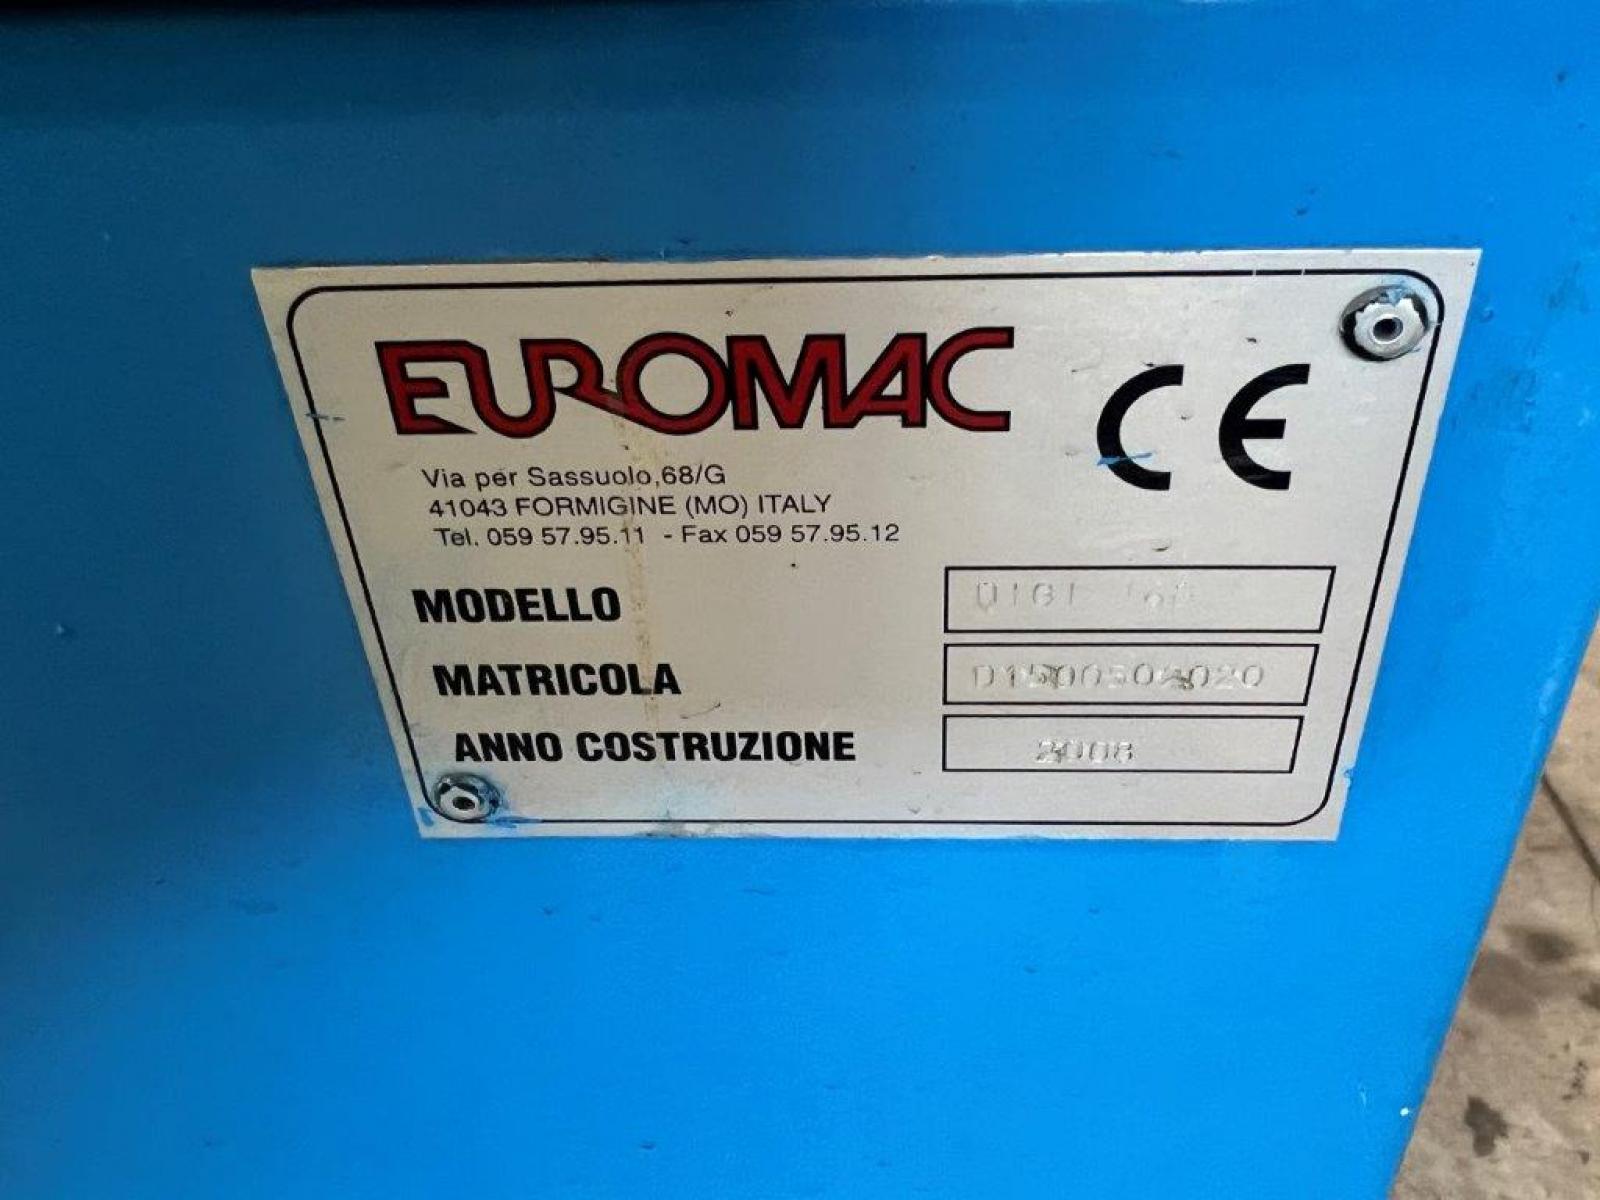 EUROMAC
CE
Via per Sassuolo,68/G
41043 FORMIGINE (MO) ITALY
Tel. 059 57.95.11 - Fax 059 57.95.12
MODELLO
MATRICOLA
ANNO COSTRUZIONE 2008